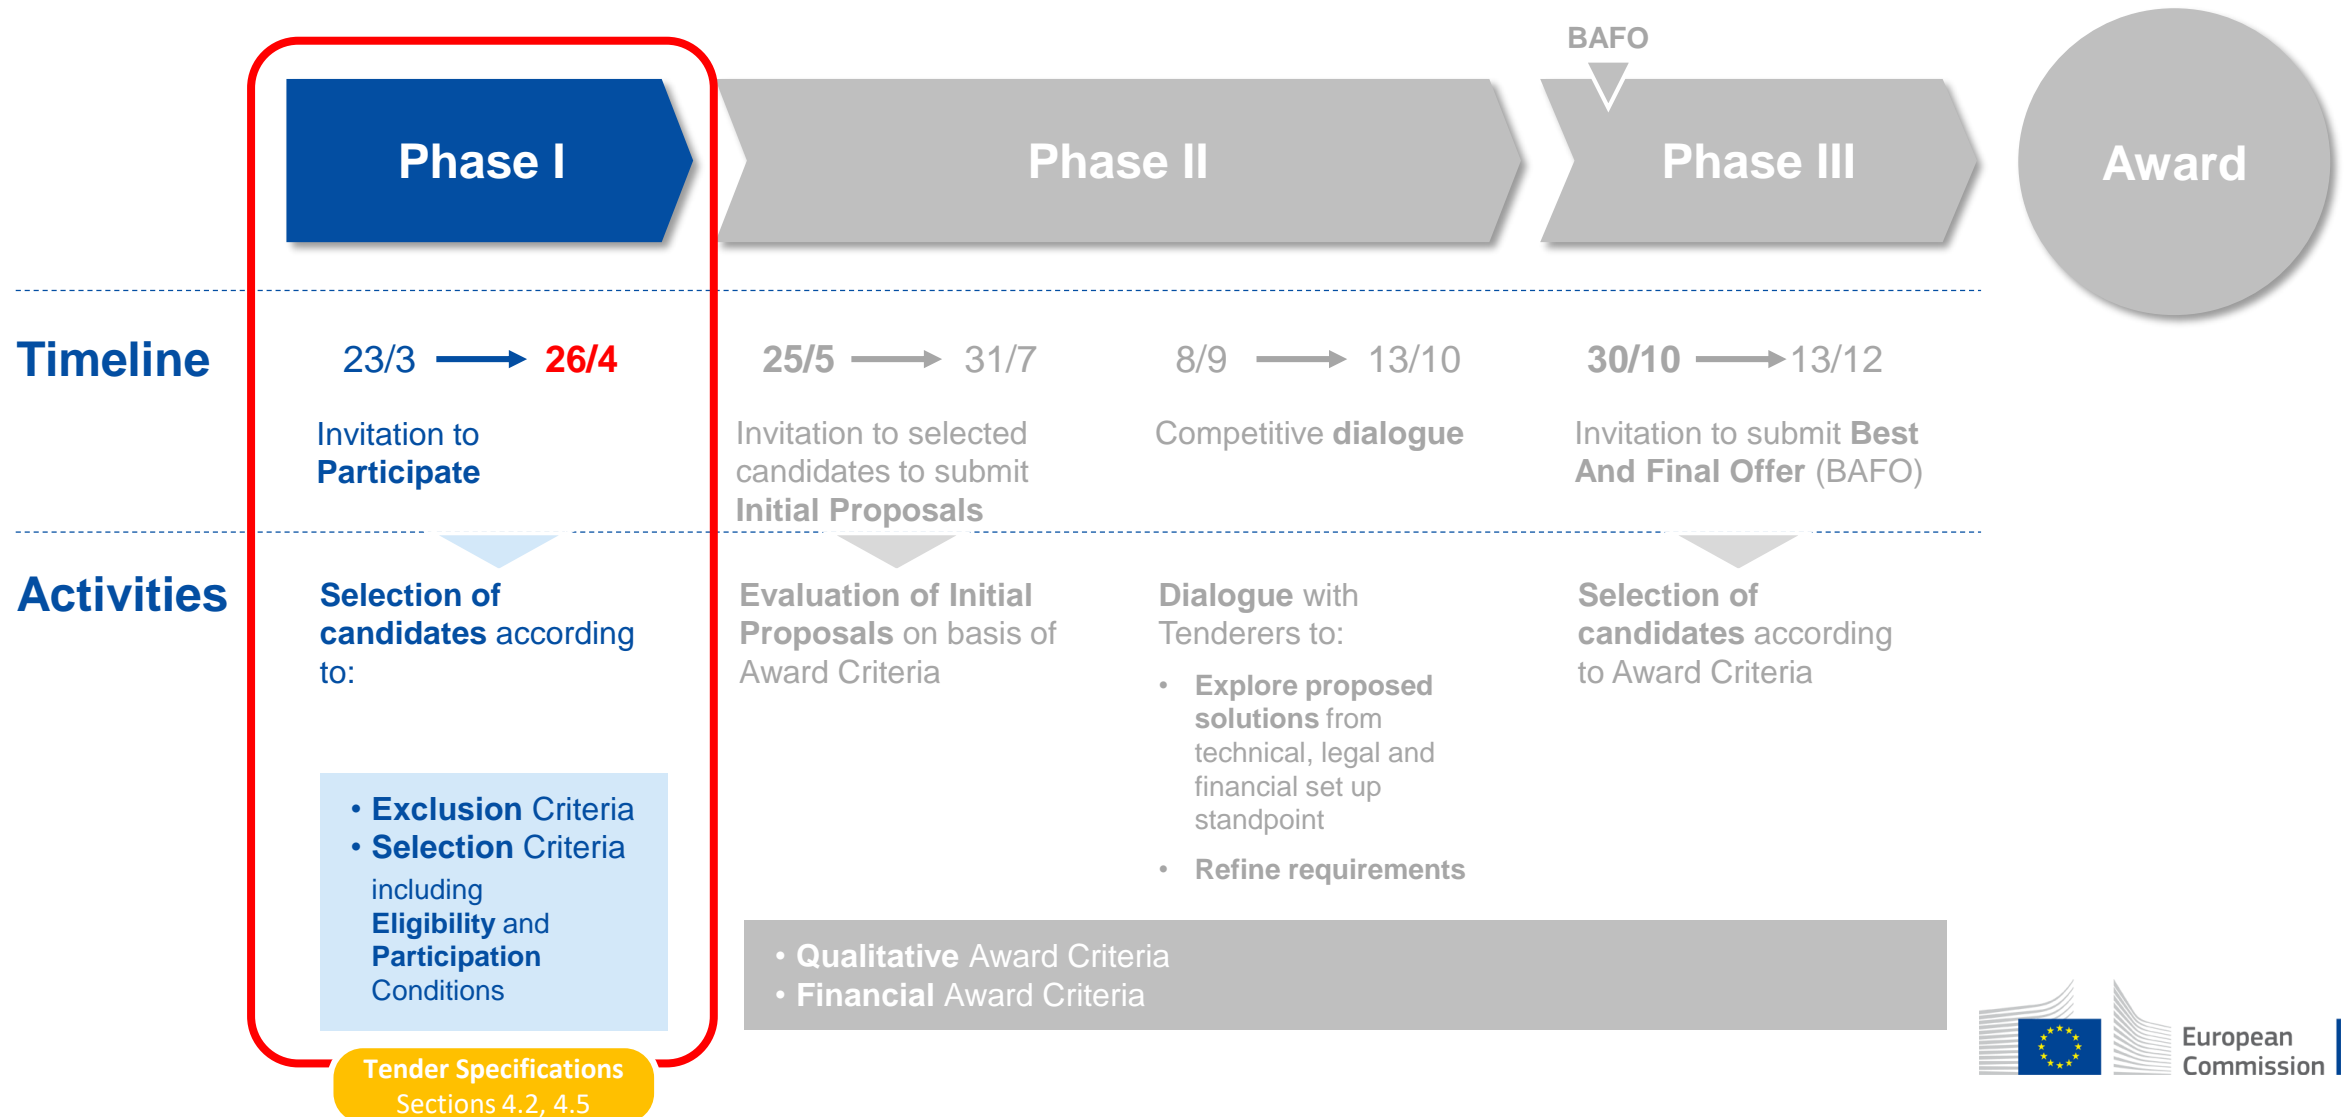 BAFO
Phase I
Phase II
Phase III
Award
Timeline
23/3
26/4
25/5
31/7
8/9
13/10
30/10
13/12
Invitation to
Participate
Invitation to selected
candidates to submit
Initial Proposals
Competitive dialogue
Invitation to submit Best
And Final Offer (BAFO)
Activities
Selection of
candidates according
to:
• Exclusion Criteria
• Selection Criteria
including
Eligibility and
Participation
Conditions
Evaluation of Initial
Proposals on basis of
Award Criteria
Dialogue with
Tenderers to:
• Explore proposed
solutions from
technical, legal and
financial set up
standpoint
• Refine requirements
Selection of
candidates according
to Award Criteria
• Qualitative Award Criteria
• Financial Award Criteria
Tender Specifications
Sections 4.2, 4.5
European
Commission